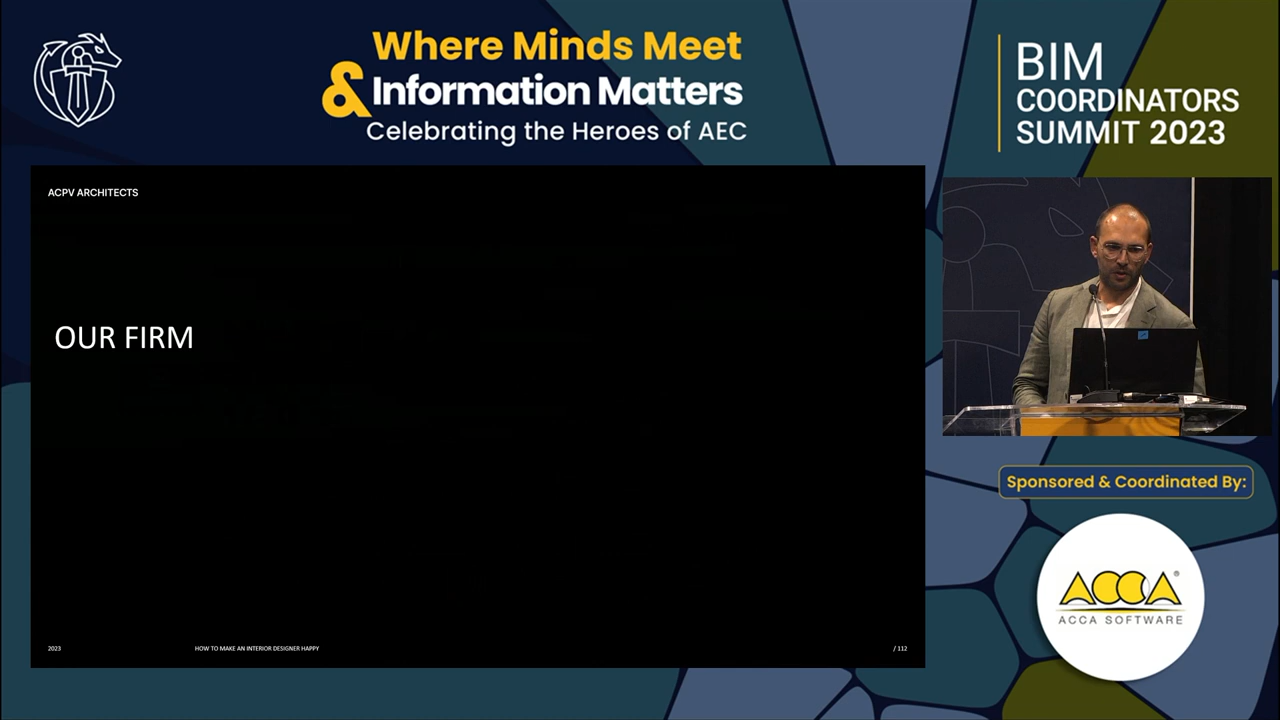 Where Minds Meet
& Information Matters
Celebrating the Heroes of AEC
BIM
COORDINATORS
SUMMIT 2023
ACPV ARCHITECTS
OUR FIRM
2023
HOW TO MAKE AN INTERIOR DESIGNER HAPPY
/ 112
Sponsored & Coordinated By:
ACCA®
ACCA SOFTWARE